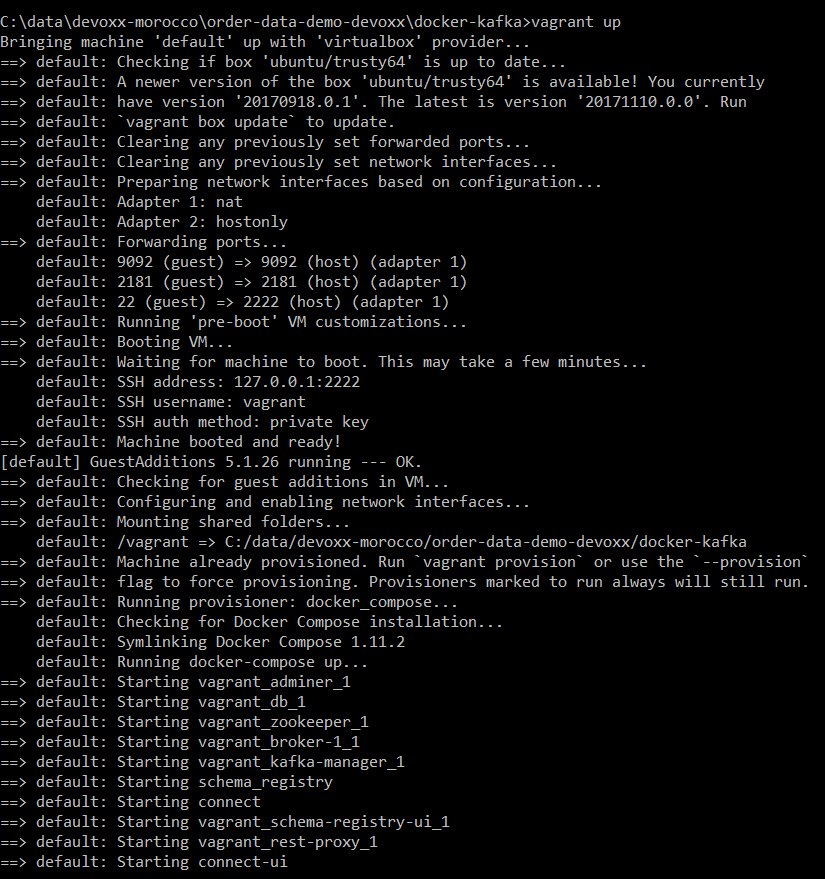 C:\data\devoxx-morocco\order-data-demo-devoxx\docker-kafka>vagrant up
Bringing machine 'default' up with 'virtualbox' provider...
==> default: Checking if box 'ubuntu/trusty64' is up to date...
==> default: A newer version of the box 'ubuntu/trusty64' is available! You currently
==> default: have version '20170918.0.1'. The latest is version '20171110.0.0'. Run
==> default: `vagrant box update` to update.
==> default: Clearing any previously set forwarded ports...
==> default: Clearing any previously set network interfaces...
==> default: Preparing network interfaces based on configuration...
    default: Adapter 1: nat
    default: Adapter 2: hostonly
==> default: Forwarding ports...
    default: 9092 (guest) => 9092 (host) (adapter 1)
    default: 2181 (guest) => 2181 (host) (adapter 1)
    default: 22 (guest) => 2222 (host) (adapter 1)
==> default: Running 'pre-boot' VM customizations...
==> default: Booting VM...
==> default: Waiting for machine to boot. This may take a few minutes...
    default: SSH address: 127.0.0.1:2222
    default: SSH username: vagrant
    default: SSH auth method: private key
==> default: Machine booted and ready!
[default] GuestAdditions 5.1.26 running --- OK.
==> default: Checking for guest additions in VM...
==> default: Configuring and enabling network interfaces...
==> default: Mounting shared folders...
    default: /vagrant => C:/data/devoxx-morocco/order-data-demo-devoxx/docker-kafka
==> default: Machine already provisioned. Run `vagrant provision` or use the `--provision`
==> default: flag to force provisioning. Provisioners marked to run always will still run.
==> default: Running provisioner: docker_compose...
    default: Checking for Docker Compose installation...
    default: Symlinking Docker Compose 1.11.2
    default: Running docker-compose up...
==> default: Starting vagrant_adminer_1
==> default: Starting vagrant_db_1
==> default: Starting vagrant_zookeeper_1
==> default: Starting vagrant_broker-1_1
==> default: Starting vagrant_kafka-manager_1
==> default: Starting schema_registry
==> default: Starting connect
==> default: Starting vagrant_schema-registry-ui_1
==> default: Starting vagrant_rest-proxy_1
==> default: Starting connect-ui